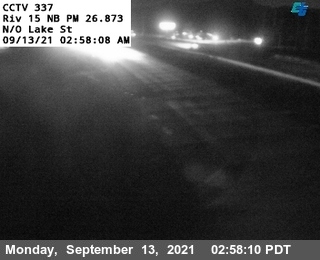 CCTV 337
Riv 15 NB PM 26.873
N/O Lake St
09/13/21 02:58:08 AM
Monday, September 13, 2021 02:58:10 PDT